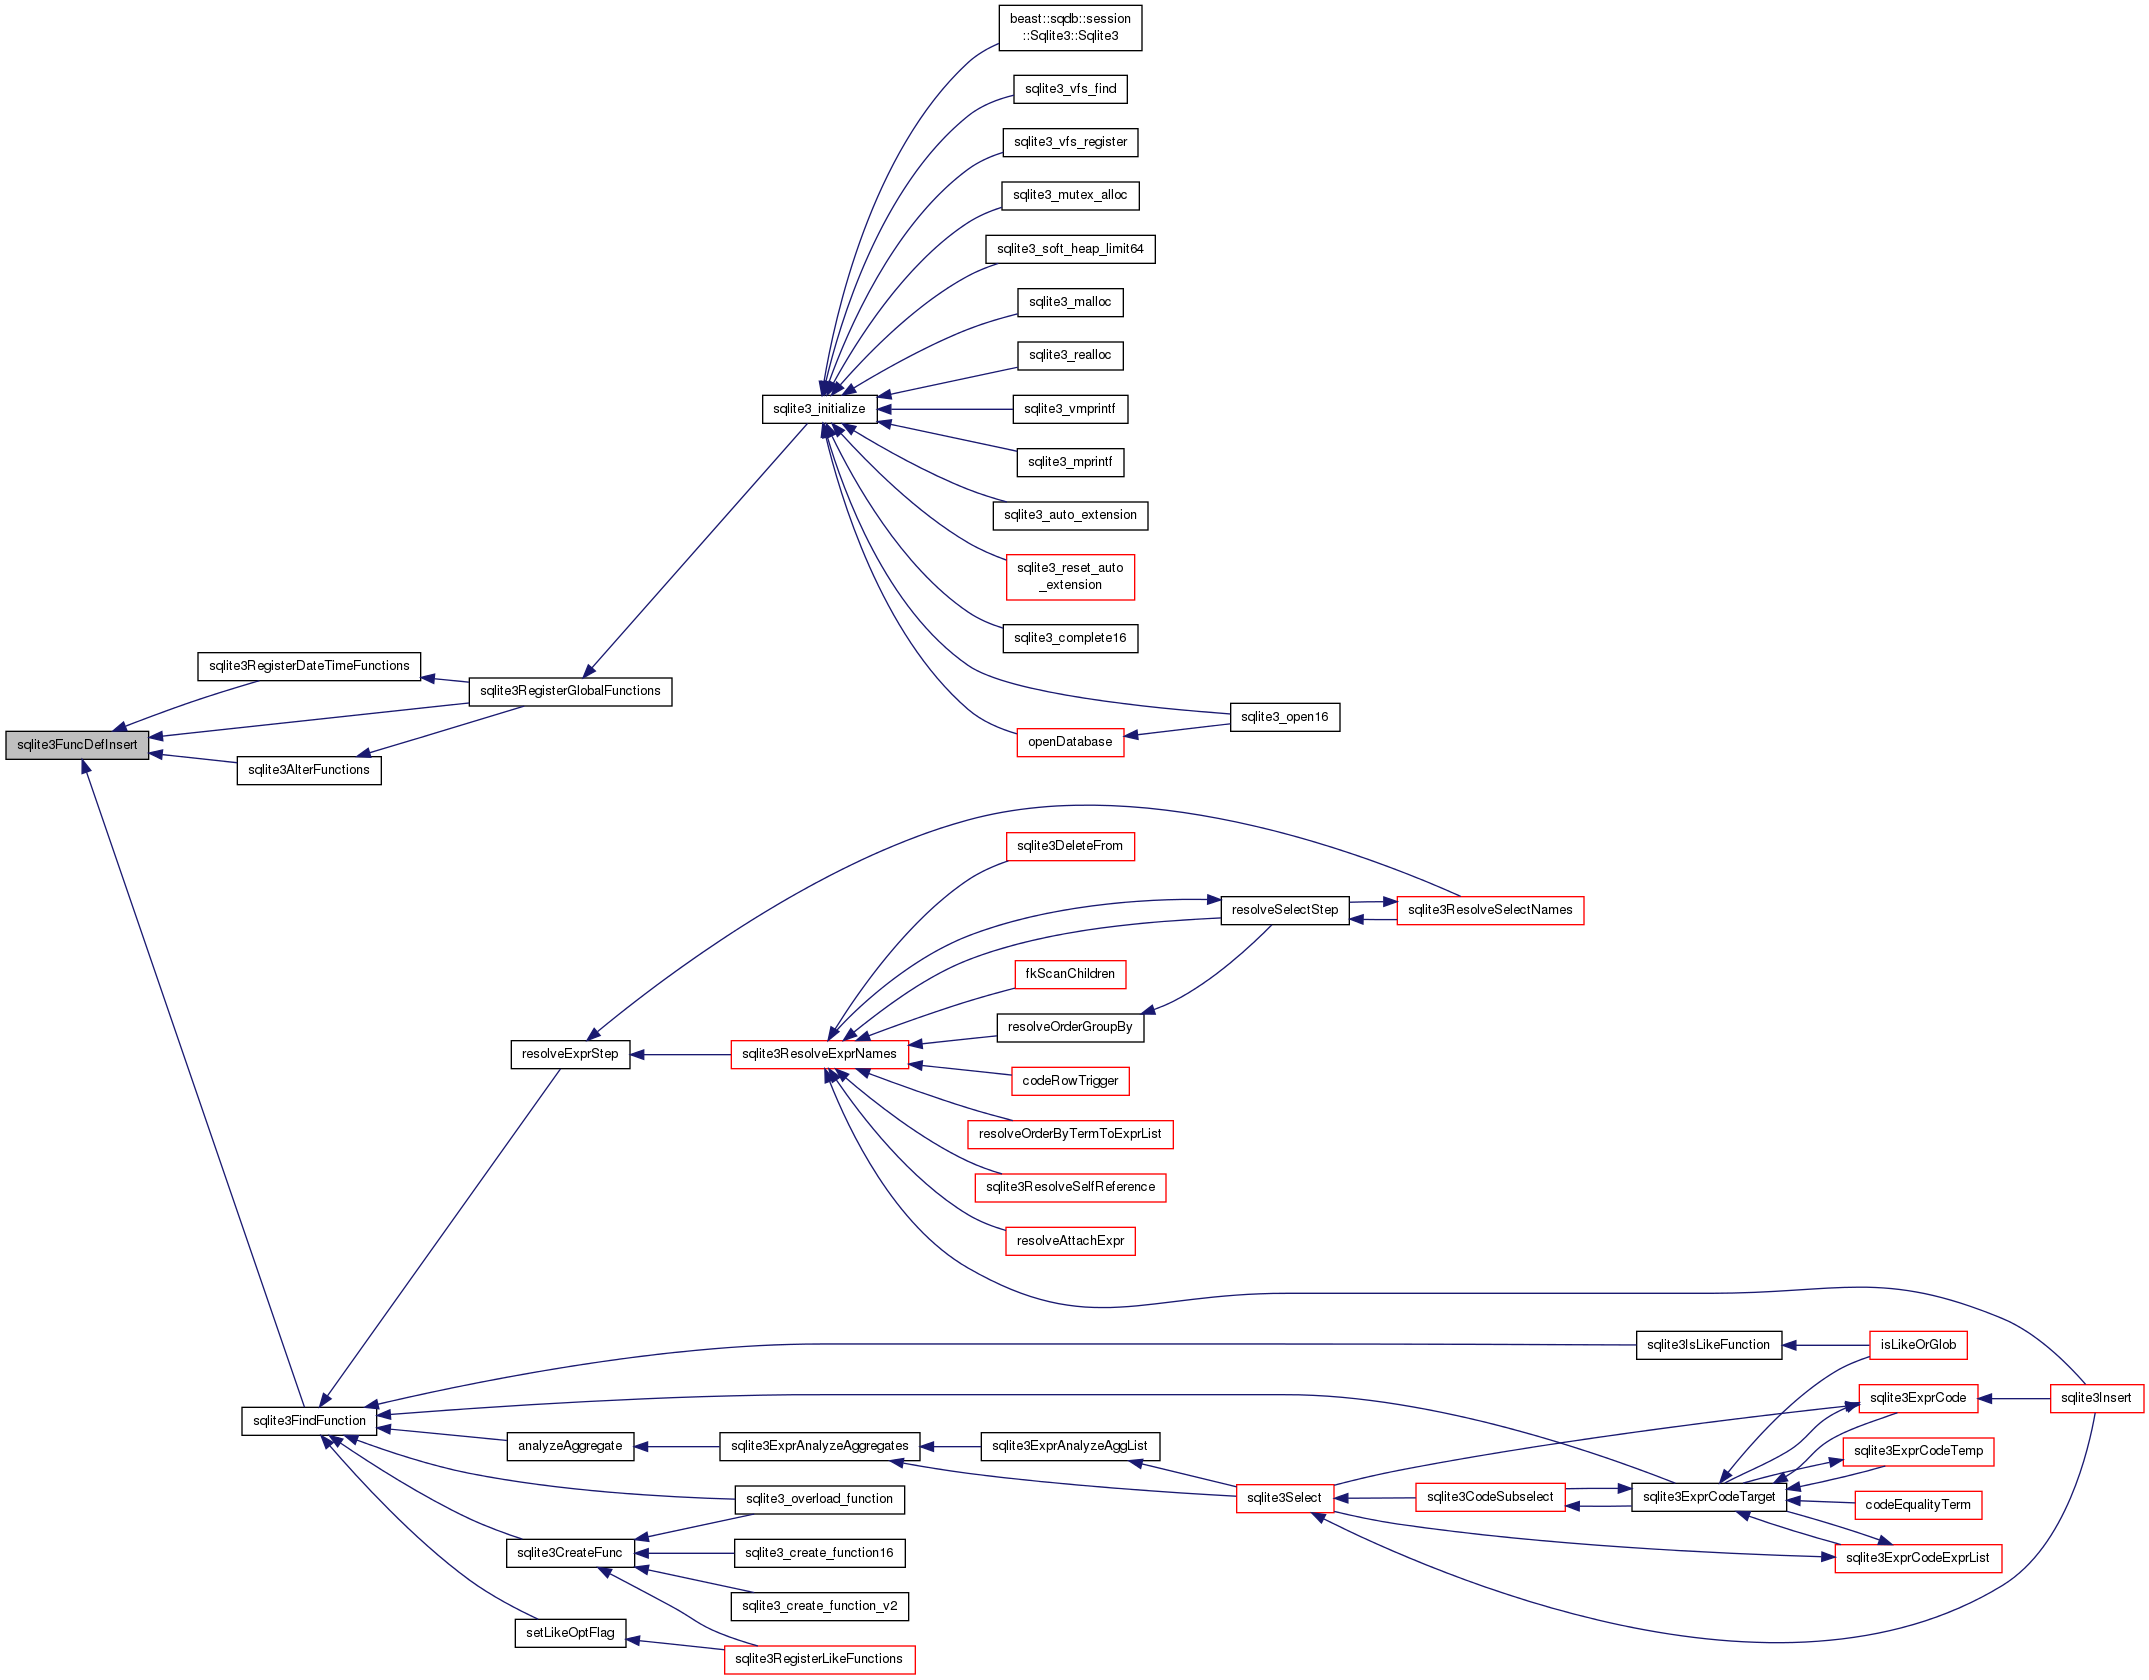 beast::sqdb::session
::Sqlite3::Sqlite3
sqlite3_vfs_find
sqlite3_vfs_register
sqlite3_mutex_alloc
sqlite3_soft_heap_limit64
sqlite3_malloc
sqlite3_realloc
sqlite3_initialize
sqlite3_vmprintf
sqlite3_mprintf
sqlite3_auto_extension
sqlite3_reset_auto
_extension
sqlite3_complete16
sqlite3RegisterDateTimeFunctions
sqlite3RegisterGlobalFunctions
sqlite3_open16
sqlite3FuncDefInsert
openDatabase
sqlite3AlterFunctions
sqlite3DeleteFrom
resolveSelectStep
sqlite3ResolveSelectNames
fkScanChildren
resolveOrderGroupBy
resolveExprStep
sqlite3ResolveExprNames
codeRowTrigger
resolveOrderByTermToExprList
sqlite3ResolveSelfReference
resolveAttachExpr
sqlite3IsLikeFunction
isLikeOrGlob
sqlite3ExprCode
sqlite3Insert
sqlite3FindFunction
analyzeAggregate
sqlite3ExprAnalyzeAggregates
sqlite3ExprAnalyzeAggList
sqlite3ExprCodeTemp
sqlite3_overload_function
sqlite3Select
sqlite3CodeSubselect
sqlite3ExprCodeTarget
codeEqualityTerm
sqlite3CreateFunc
sqlite3_create_function16
sqlite3ExprCodeExprList
sqlite3_create_function_v2
setLikeOptFlag
sqlite3RegisterLikeFunctions